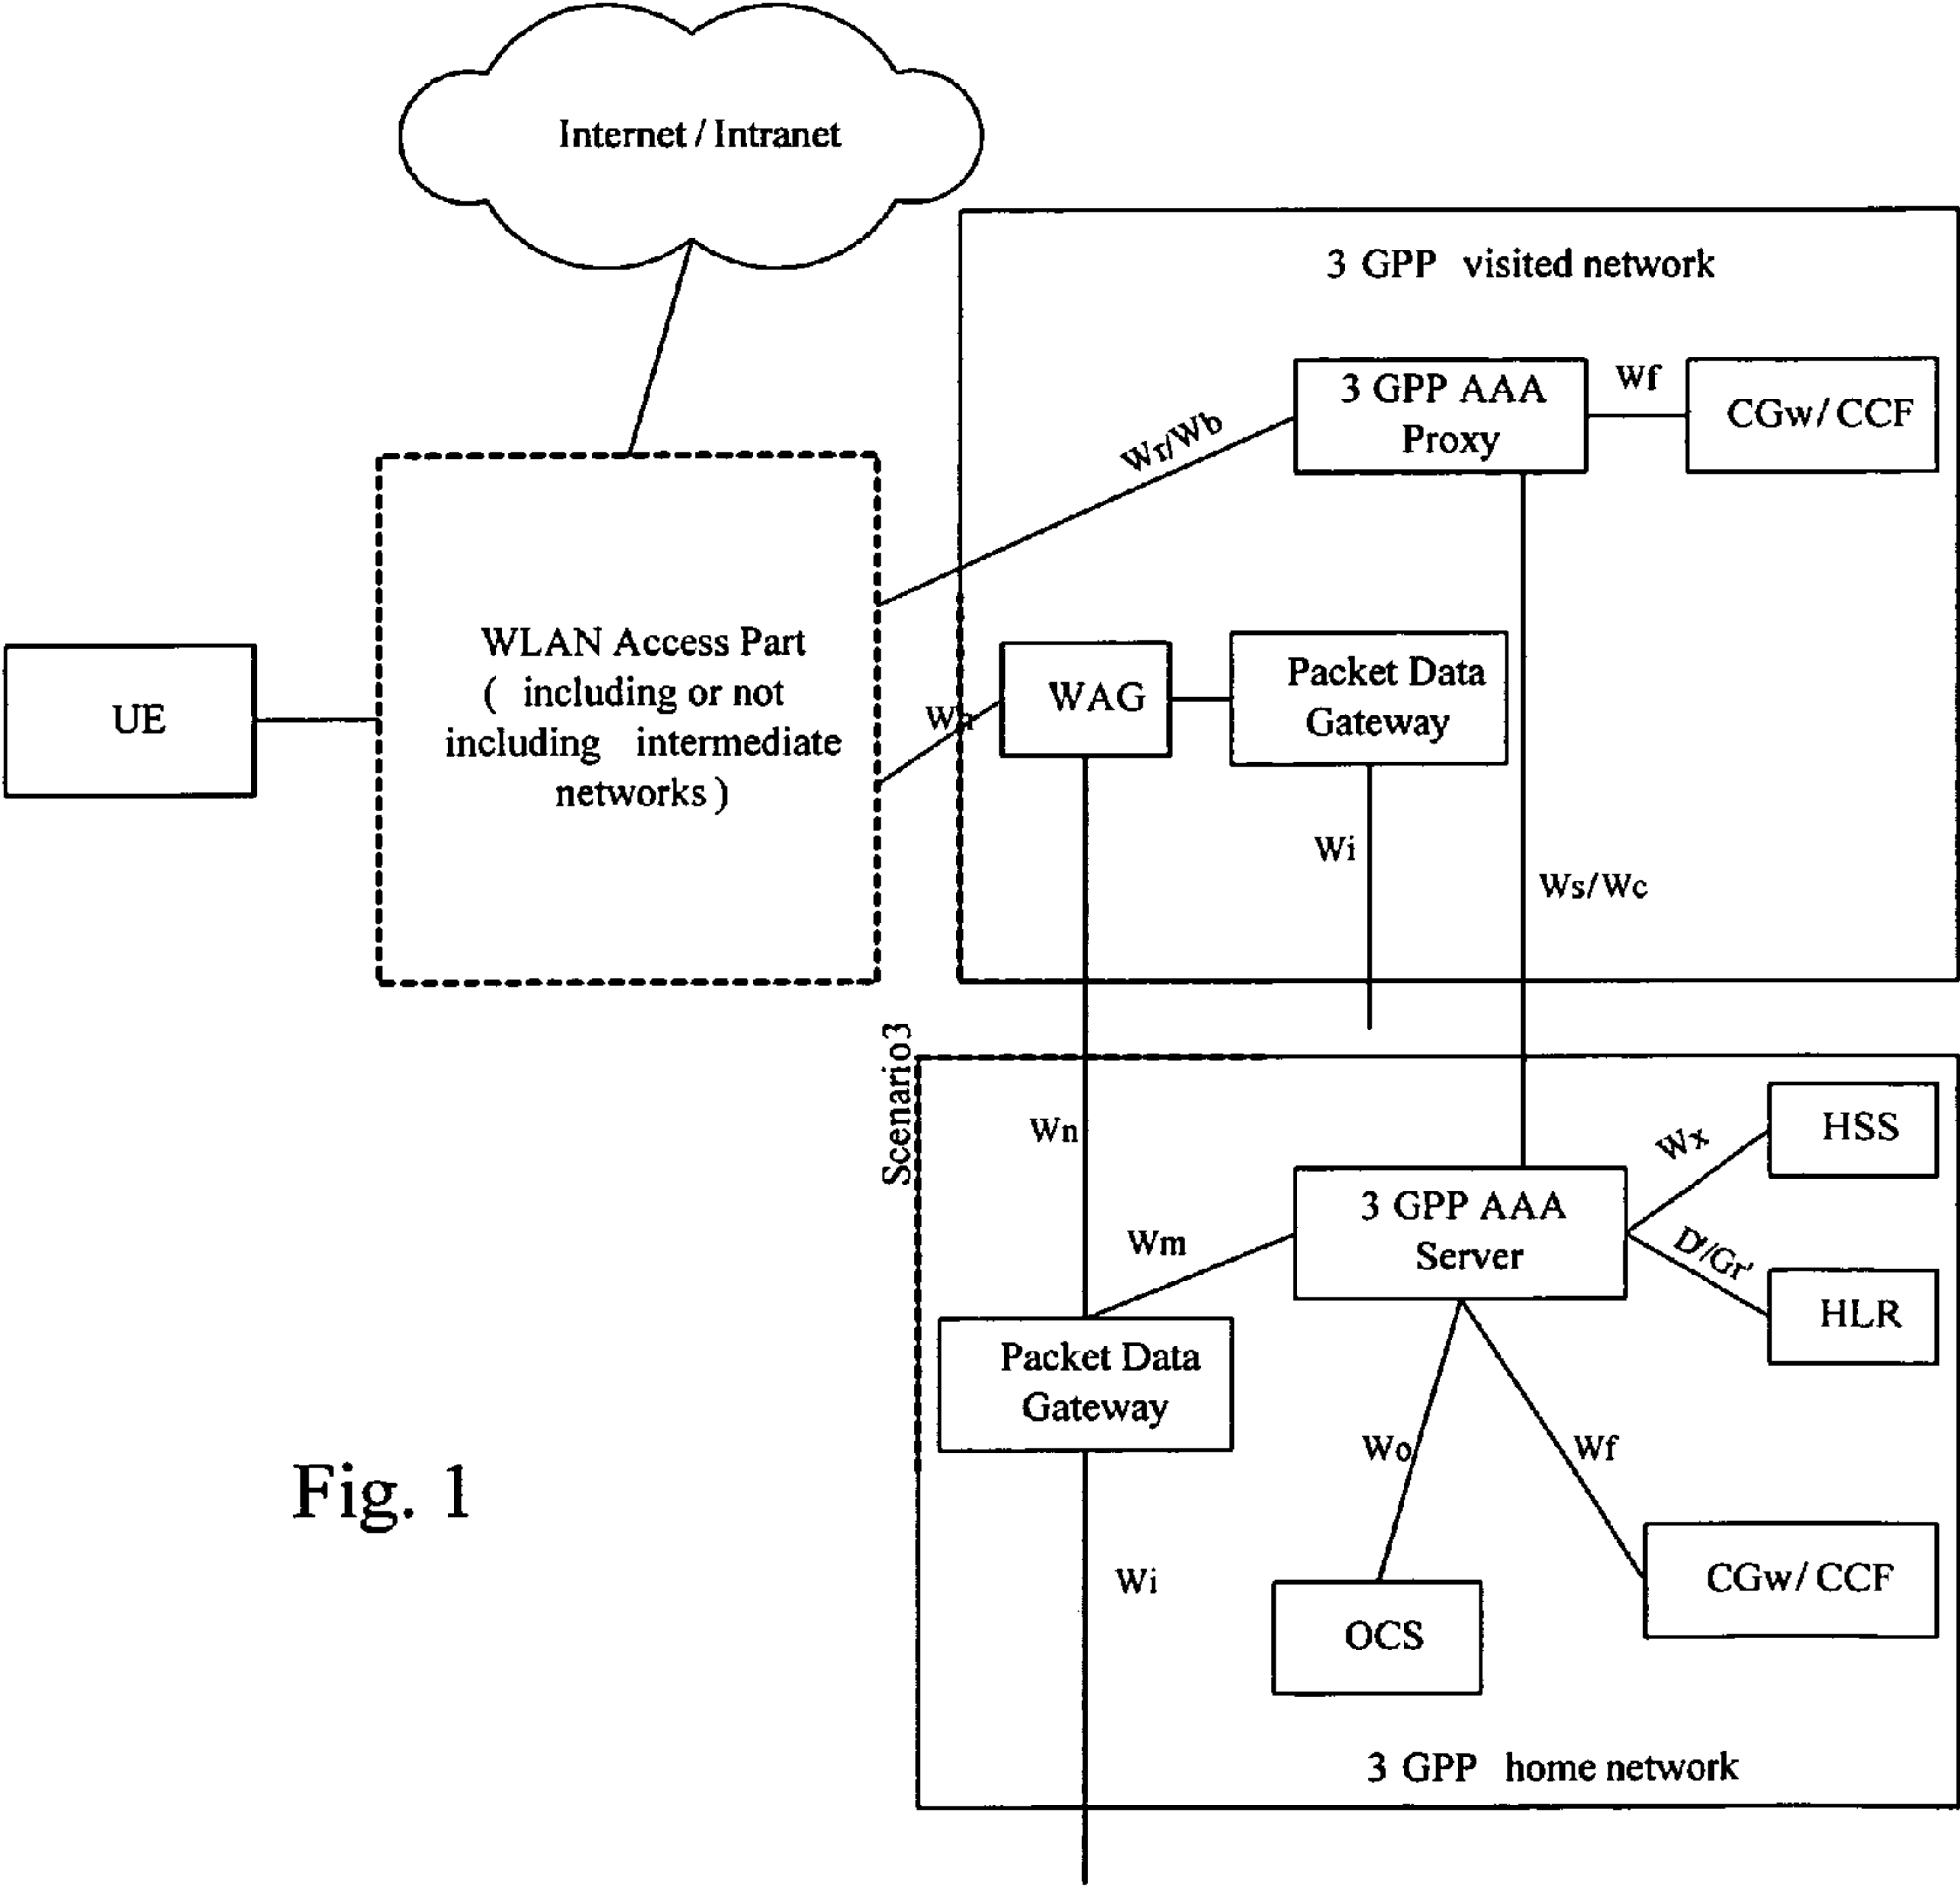 Internet / Intranet
3 GPP visited network
3 GPP AAA
Proxy
Wf
CGw/ CCF
Wr/Wb
WLAN Access Part
( including or not
including intermediate
networks )
UE
WAG
Packet Data
Gateway
Wi
Ws/Wc
Scenario3
Wn
Wx
HSS
3 GPP AAA
Server
Wm
D'/Gr'
HLR
Packet Data
Gateway
Wo
Wf
Fig. 1
Wi
CGw/ CCF
OCS
3 GPP home network